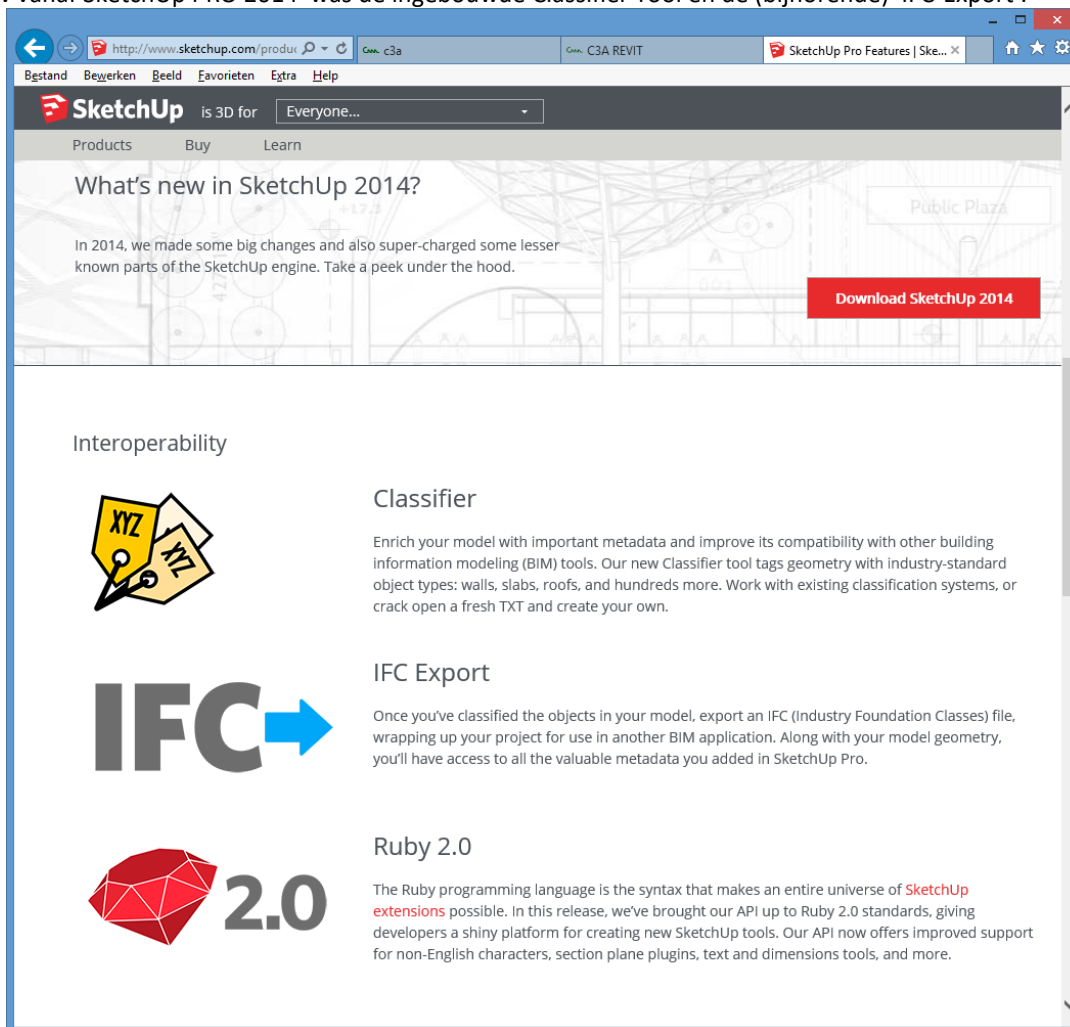 vanaf SketchUp PRO 2014 was de ingebouwde Classifier Tool en de (bijhorende) IFC Export .
http://www.sketchup.com/produc
c3a
C3A REVIT
SketchUp Pro Features | Ske...
Bestand Bewerken Beeld Favorieten Extra Help
SketchUp is 3D for Everyone...
Products Buy Learn
What's new in SketchUp 2014?
+17.3
Public Plaza
In 2014, we made some big changes and also super-charged some lesser
known parts of the SketchUp engine. Take a peek under the hood.
A
Download SketchUp 2014
Interoperability
XYZ
XYZ
Classifier
Enrich your model with important metadata and improve its compatibility with other building
information modeling (BIM) tools. Our new Classifier tool tags geometry with industry-standard
object types: walls, slabs, roofs, and hundreds more. Work with existing classification systems, or
crack open a fresh TXT and create your own.
IFC
IFC Export
Once you've classified the objects in your model, export an IFC (Industry Foundation Classes) file,
wrapping up your project for use in another BIM application. Along with your model geometry,
you'll have access to all the valuable metadata you added in SketchUp Pro.
2.0
Ruby 2.0
The Ruby programming language is the syntax that makes an entire universe of SketchUp
extensions possible. In this release, we've brought our API up to Ruby 2.0 standards, giving
developers a shiny platform for creating new SketchUp tools. Our API now offers improved support
for non-English characters, section plane plugins, text and dimensions tools, and more.